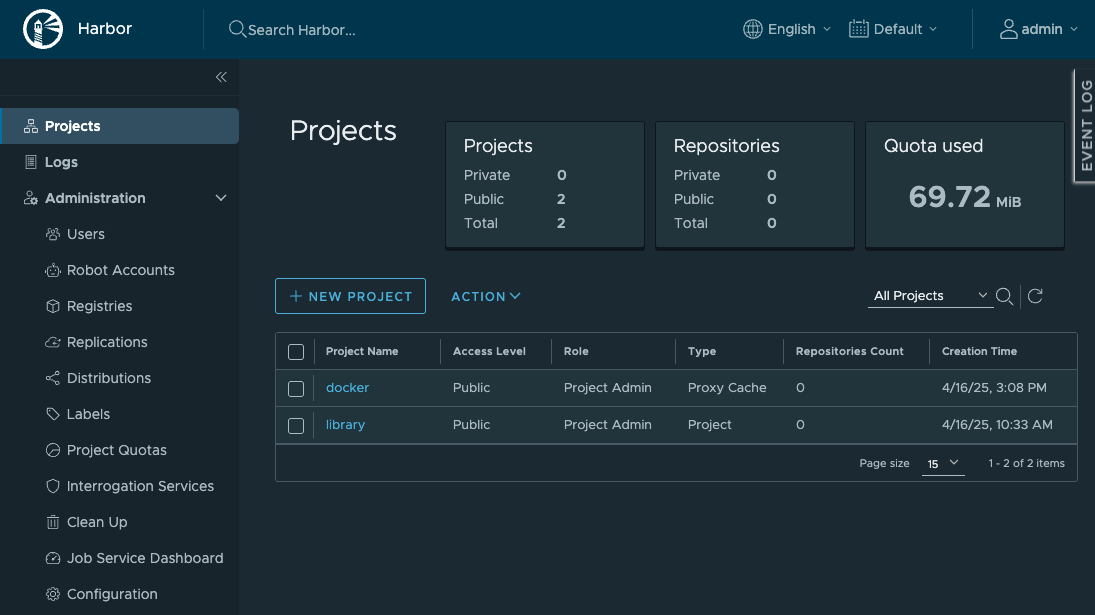 Harbor
Search Harbor...
English
Default
admin
EVENT LOG
Projects
Logs
Administration
Users
Robot Accounts
Registries
Replications
Distributions
Labels
Project Quotas
Interrogation Services
Clean Up
Job Service Dashboard
Configuration
Projects
Projects
Private 0
Public 2
Total 2
Repositories
Private 0
Public 0
Total 0
Quota used
69.72 MiB
NEW PROJECT
ACTION
All Projects
Project Name Access Level Role Type Repositories Count Creation Time
docker Public Project Admin Proxy Cache 0 4/16/25, 3:08 PM
library Public Project Admin Project 0 4/16/25, 10:33 AM
Page size 15 1 - 2 of 2 items